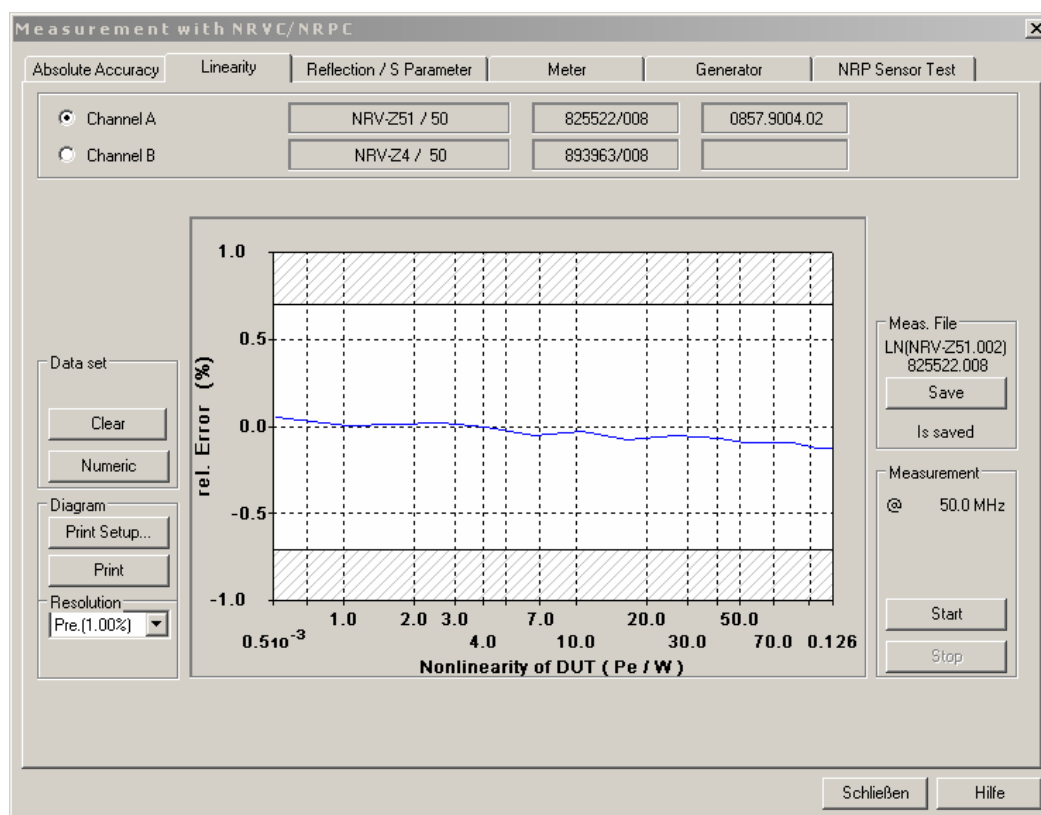 Measurement with NRVC/NRPC
Absolute Accuracy
Linearity
Reflection / S Parameter
Meter
Generator
NRP Sensor Test
Channel A
NRV-Z51 / 50
825522/008
0857.9004.02
Channel B
NRV-Z4 / 50
893963/008
Data set
Clear
Numeric
Diagram
Print Setup...
Print
Resolution
Pre.(1.00%)
rel. Error (%)
1.0
0.5
0.0
-0.5
-1.0
1.0 2.0 3.0 7.0 20.0 50.0
0.510-3 4.0 10.0 30.0 70.0 0.126
Nonlinearity of DUT ( Pe / W )
Meas. File
LN(NRV-Z51.002)
825522.008
Save
Is saved
Measurement
@ 50.0 MHz
Start
Stop
Schließen
Hilfe